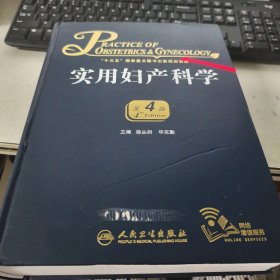 PRACTICE OF
OBSTETRICS & GYNECOLOGY
"十三五"国家重点图书出版规划项目
实用妇产科学
第4版
4th Edition
主编 徐丛剑 华克勤
人民卫生出版社
PEOPLE'S MEDICAL PUBLISHING HOUSE
网络
增值服务
ONLINE SERVICES